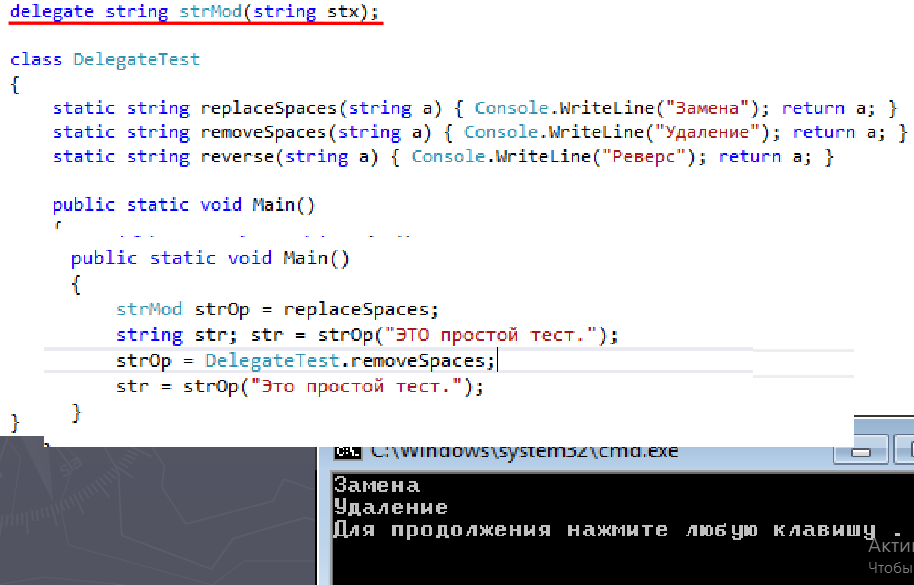 delegate string strMod(string stx);
class DelegateTest
{
static string replaceSpaces(string a) { Console.WriteLine("Замена"); return a; }
static string removeSpaces(string a) { Console.WriteLine("Удаление"); return a; }
static string reverse(string a) { Console.WriteLine("Реверс"); return a; }
public static void Main()
public static void Main()
{
strMod strOp = replaceSpaces;
string str; str = strOp("ЭТО простой тест.");
strOp = DelegateTest.removeSpaces;
str = strOp("Это простой тест.");
}
}
C:\Windows\system32\cmd.exe
Замена
Удаление
Для продолжения нажмите любую клавишу .